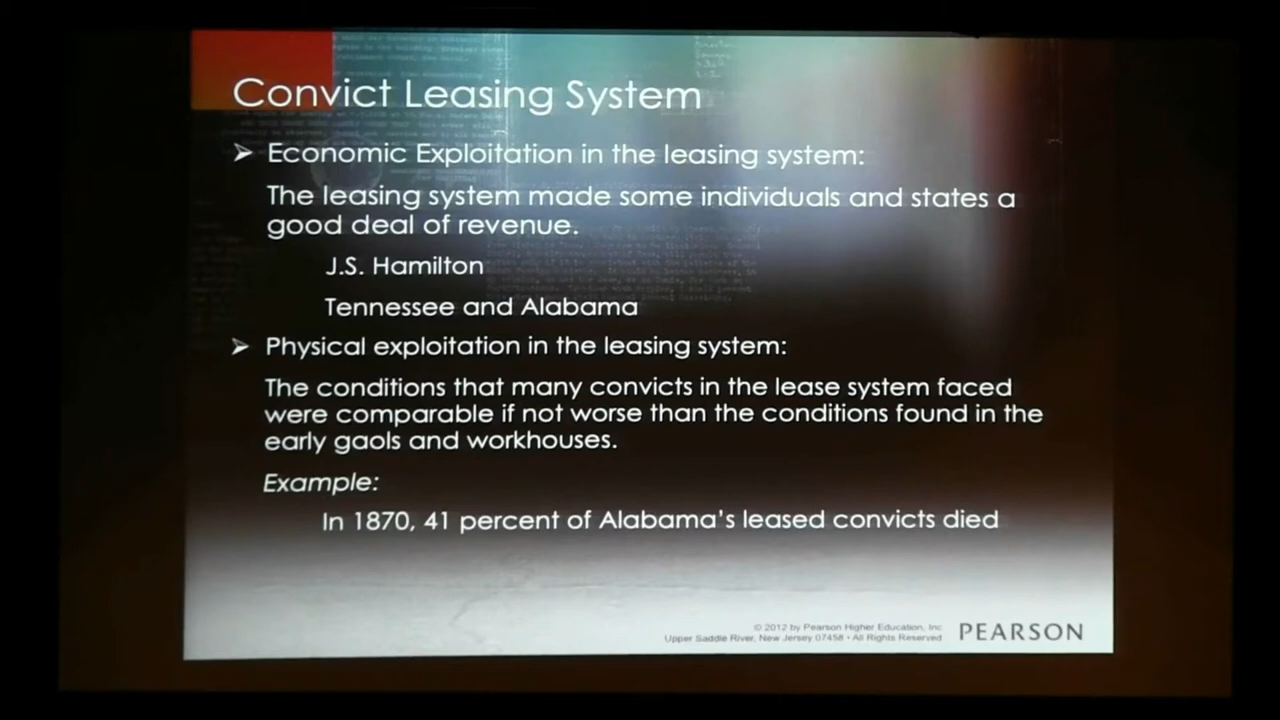 Convict Leasing System
➢ Economic Exploitation in the leasing system:
The leasing system made some individuals and states a
good deal of revenue.
J.S. Hamilton
Tennessee and Alabama
➢ Physical exploitation in the leasing system:
The conditions that many convicts in the lease system faced
were comparable if not worse than the conditions found in the
early gaols and workhouses.
Example:
In 1870, 41 percent of Alabama's leased convicts died
© 2012 by Pearson Higher Education, Inc
Upper Saddle River, New Jersey 07458 • All Rights Reserved
PEARSON